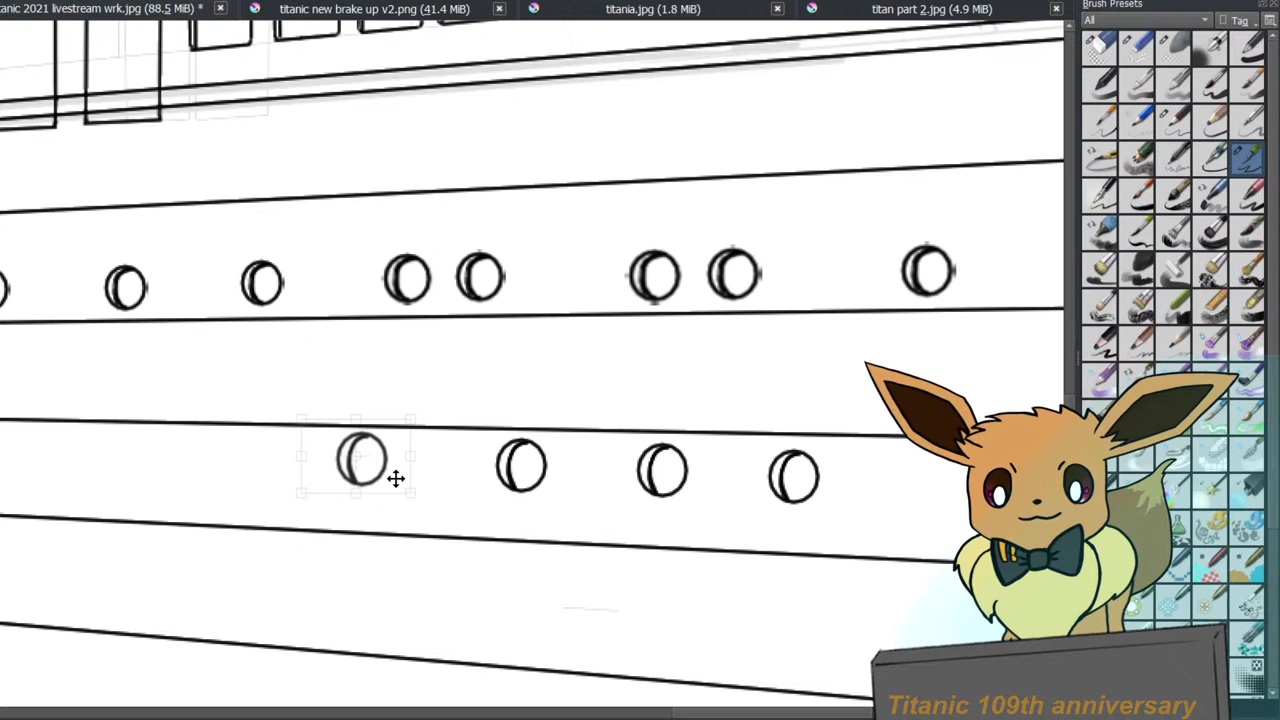 tanic 2021 livestream wrk.jpg (88.5 MiB) * titanic new brake up v2.png (41.4 MiB) titania.jpg (1.8 MiB) titan part 2.jpg (4.9 MiB) Brush Presets
All Tag
Titanic 109th anniversary